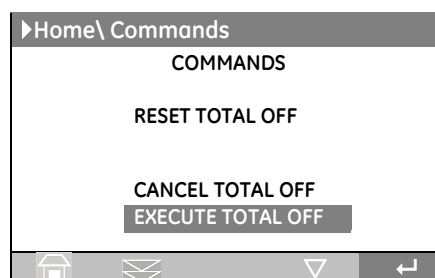 Home\ Commands
COMMANDS
RESET TOTAL OFF
CANCEL TOTAL OFF
EXECUTE TOTAL OFF